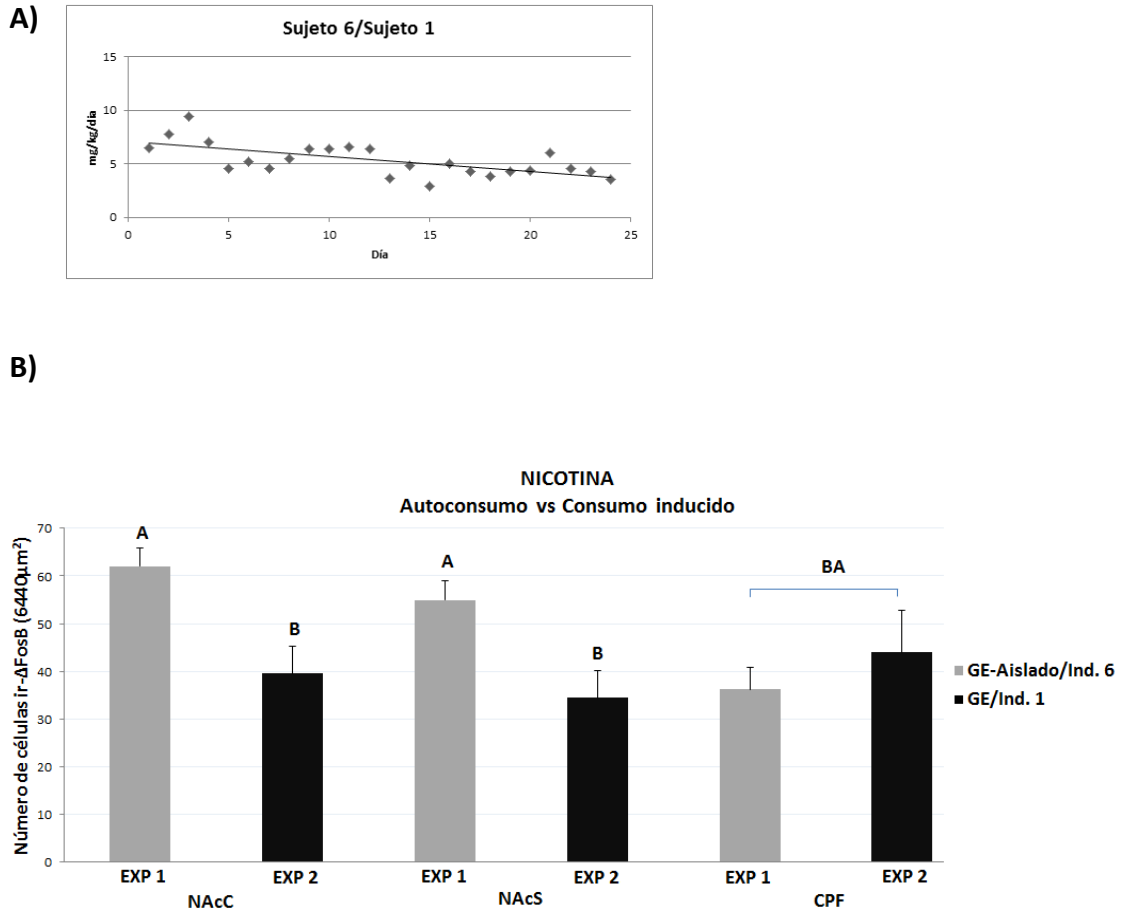 A)
Sujeto 6/Sujeto 1
15
10
5
0
mg/kg/dia
0 5 10 15 20 25
Día
B)
NICOTINA
Autoconsumo vs Consumo inducido
70
60
50
40
30
20
10
0
Número de células ir-ΔFosB (6440µm²)
A
B
A
B
BA
GE-Aislado/Ind. 6
GE/Ind. 1
EXP 1 EXP 2 EXP 1 EXP 2 EXP 1 EXP 2
NAcC NAcS CPF